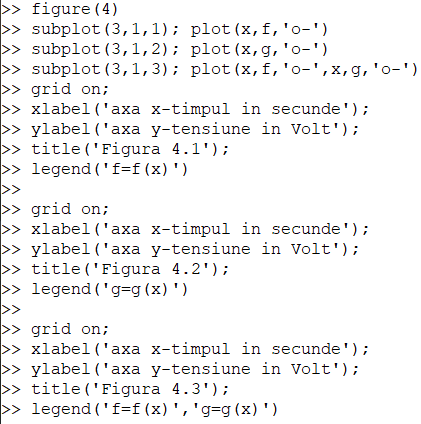 >> figure(4)
>> subplot(3,1,1); plot(x,f,'o-')
>> subplot(3,1,2); plot(x,g,'o-')
>> subplot(3,1,3); plot(x,f,'o-',x,g,'o-')
>> grid on;
>> xlabel('axa x-timpul in secunde');
>> ylabel('axa y-tensiune in Volt');
>> title('Figura 4.1');
>> legend('f=f(x)')
>>
>> grid on;
>> xlabel('axa x-timpul in secunde');
>> ylabel('axa y-tensiune in Volt');
>> title('Figura 4.2');
>> legend('g=g(x)')
>>
>> grid on;
>> xlabel('axa x-timpul in secunde');
>> ylabel('axa y-tensiune in Volt');
>> title('Figura 4.3');
>> legend('f=f(x)','g=g(x)')